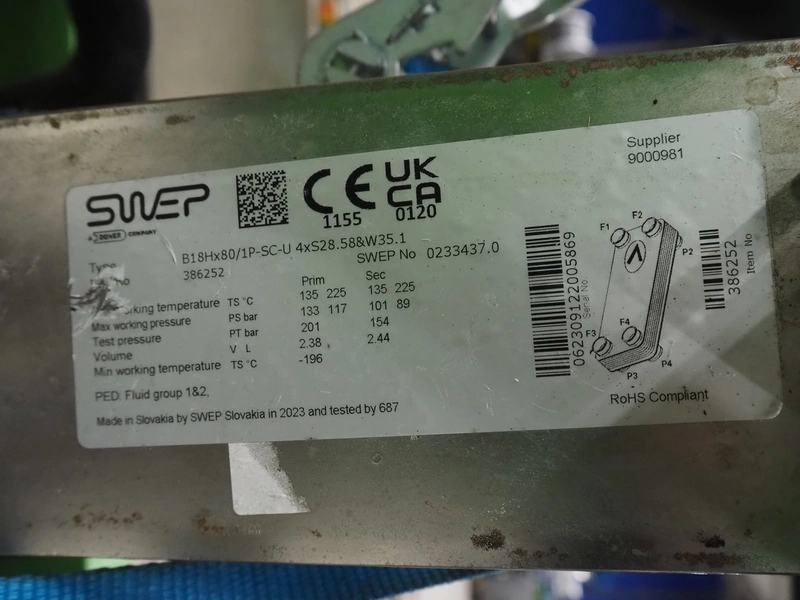 SWEP
A DOVER COMPANY
CE
1155
UK
CA
0120
Supplier
9000981
Type B18Hx80/1P-SC-U 4xS28.58&W35.1
no 386252 SWEP No 0233437.0
Prim Sec
working temperature TS °C 135 225 135 225
Max working pressure PS bar 133 117 101 89
Test pressure PT bar 201 154
Volume V L 2.38 2.44
Min working temperature TS °C -196
PED: Fluid group 1&2,
Made in Slovakia by SWEP Slovakia in 2023 and tested by 687
062309122005869
Serial No
F1
F2
P2
F3
F4
P3
P4
386252
Item No
RoHS Compliant